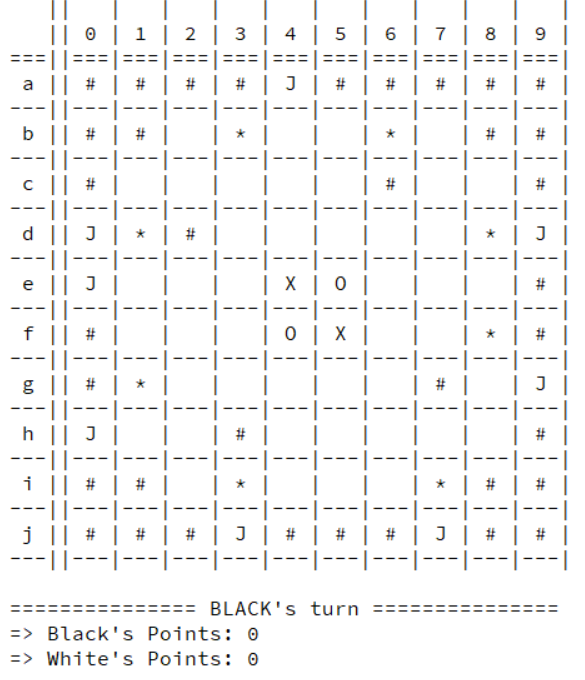 ||   |   |   |   |   |   |   |   |   |   |
   || 0 | 1 | 2 | 3 | 4 | 5 | 6 | 7 | 8 | 9 |
===||===|===|===|===|===|===|===|===|===|===|
 a || # | # | # | # | J | # | # | # | # | # |
---||---|---|---|---|---|---|---|---|---|---|
 b || # | # |   | * |   |   | * |   | # | # |
---||---|---|---|---|---|---|---|---|---|---|
 c || # |   |   |   |   |   | # |   |   | # |
---||---|---|---|---|---|---|---|---|---|---|
 d || J | * | # |   |   |   |   |   | * | J |
---||---|---|---|---|---|---|---|---|---|---|
 e || J |   |   |   | X | O |   |   |   | # |
---||---|---|---|---|---|---|---|---|---|---|
 f || # |   |   |   | O | X |   |   | * | # |
---||---|---|---|---|---|---|---|---|---|---|
 g || # | * |   |   |   |   |   | # |   | J |
---||---|---|---|---|---|---|---|---|---|---|
 h || J |   |   | # |   |   |   |   |   | # |
---||---|---|---|---|---|---|---|---|---|---|
 i || # | # |   | * |   |   |   | * | # | # |
---||---|---|---|---|---|---|---|---|---|---|
 j || # | # | # | J | # | # | # | J | # | # |
---||---|---|---|---|---|---|---|---|---|---|
=============== BLACK's turn ===============
=> Black's Points: 0
=> White's Points: 0